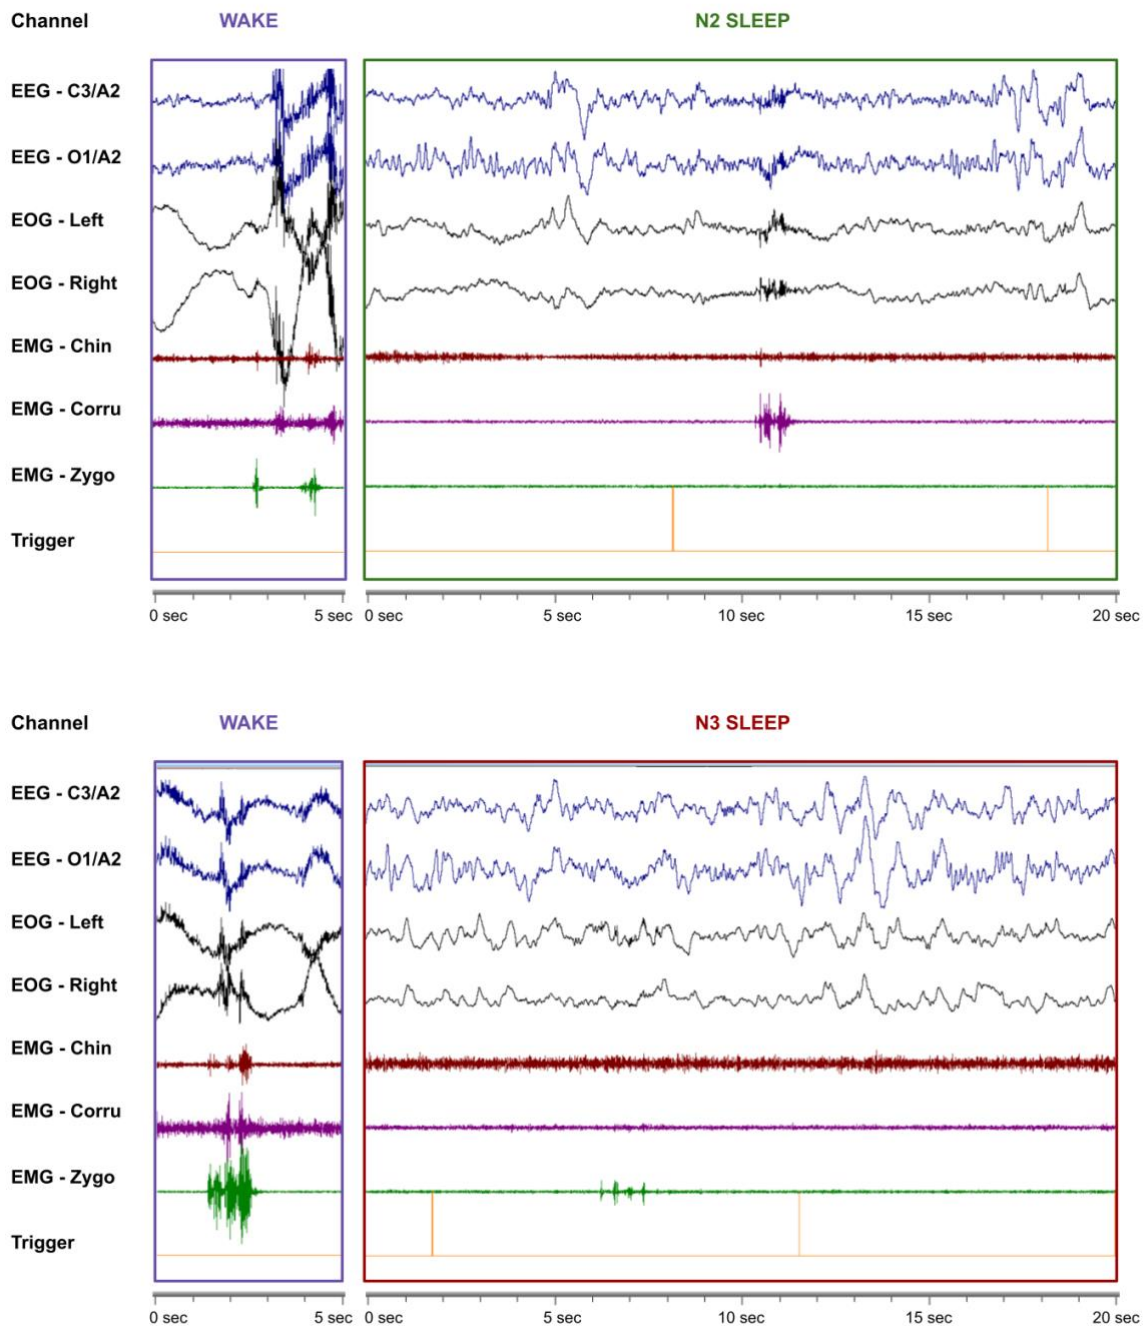 Channel WAKE N2 SLEEP
EEG - C3/A2
EEG - O1/A2
EOG - Left
EOG - Right
EMG - Chin
EMG - Corru
EMG - Zygo
Trigger
0 sec 5 sec 0 sec 5 sec 10 sec 15 sec 20 sec
Channel WAKE N3 SLEEP
EEG - C3/A2
EEG - O1/A2
EOG - Left
EOG - Right
EMG - Chin
EMG - Corru
EMG - Zygo
Trigger
0 sec 5 sec 0 sec 5 sec 10 sec 15 sec 20 sec